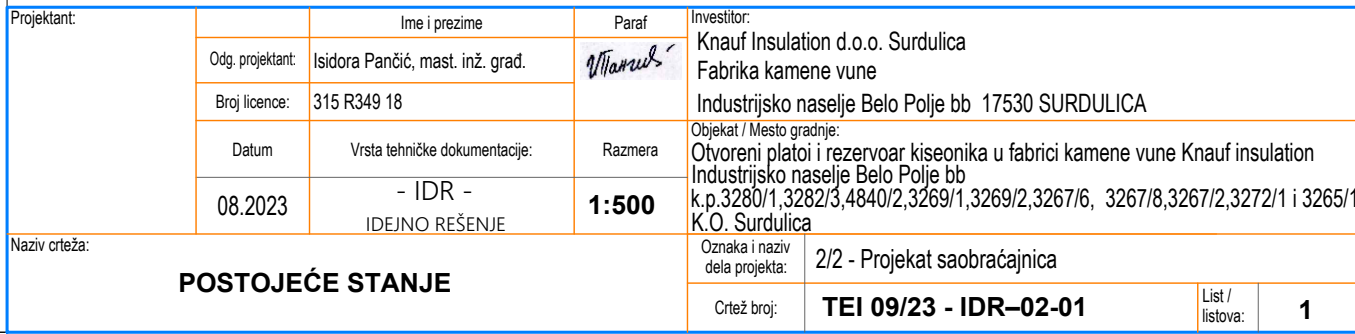 Projektant:
Ime i prezime
Paraf
Odg. projektant:
Isidora Pančić, mast. inž. građ.
Broj licence:
315 R349 18
Datum
Vrsta tehničke dokumentacije:
Razmera
08.2023
- IDR -
IDEJNO REŠENJE
1:500
Investitor:
Knauf Insulation d.o.o. Surdulica
Fabrika kamene vune
Industrijsko naselje Belo Polje bb 17530 SURDULICA
Objekat / Mesto gradnje:
Otvoreni platoi i rezervoar kiseonika u fabrici kamene vune Knauf insulation
Industrijsko naselje Belo Polje bb
k.p.3280/1,3282/3,4840/2,3269/1,3269/2,3267/6, 3267/8,3267/2,3272/1 i 3265/1
K.O. Surdulica
Naziv crteža:
POSTOJEĆE STANJE
Oznaka i naziv
dela projekta:
2/2 - Projekat saobraćajnica
Crtež broj:
TEI 09/23 - IDR–02-01
List /
listova:
1